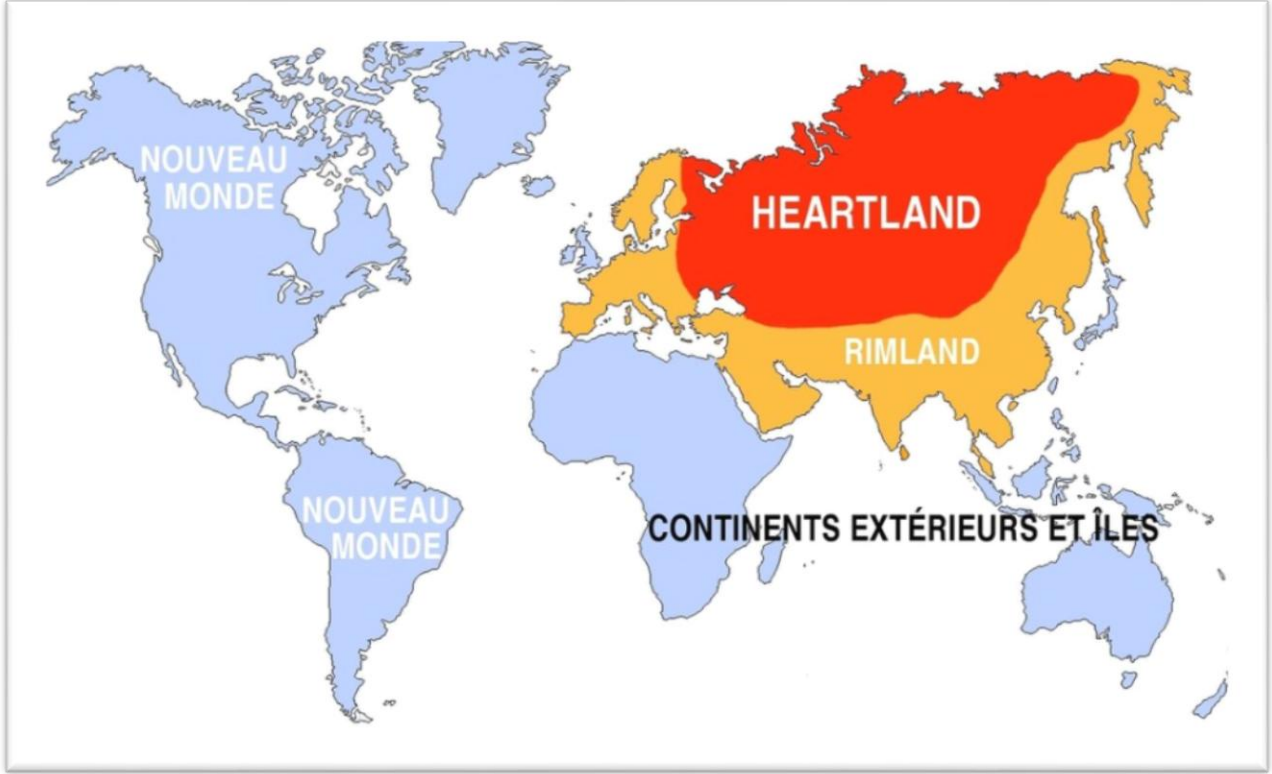 NOUVEAU
MONDE
HEARTLAND
RIMLAND
NOUVEAU
MONDE
CONTINENTS EXTÉRIEURS ET ÎLES